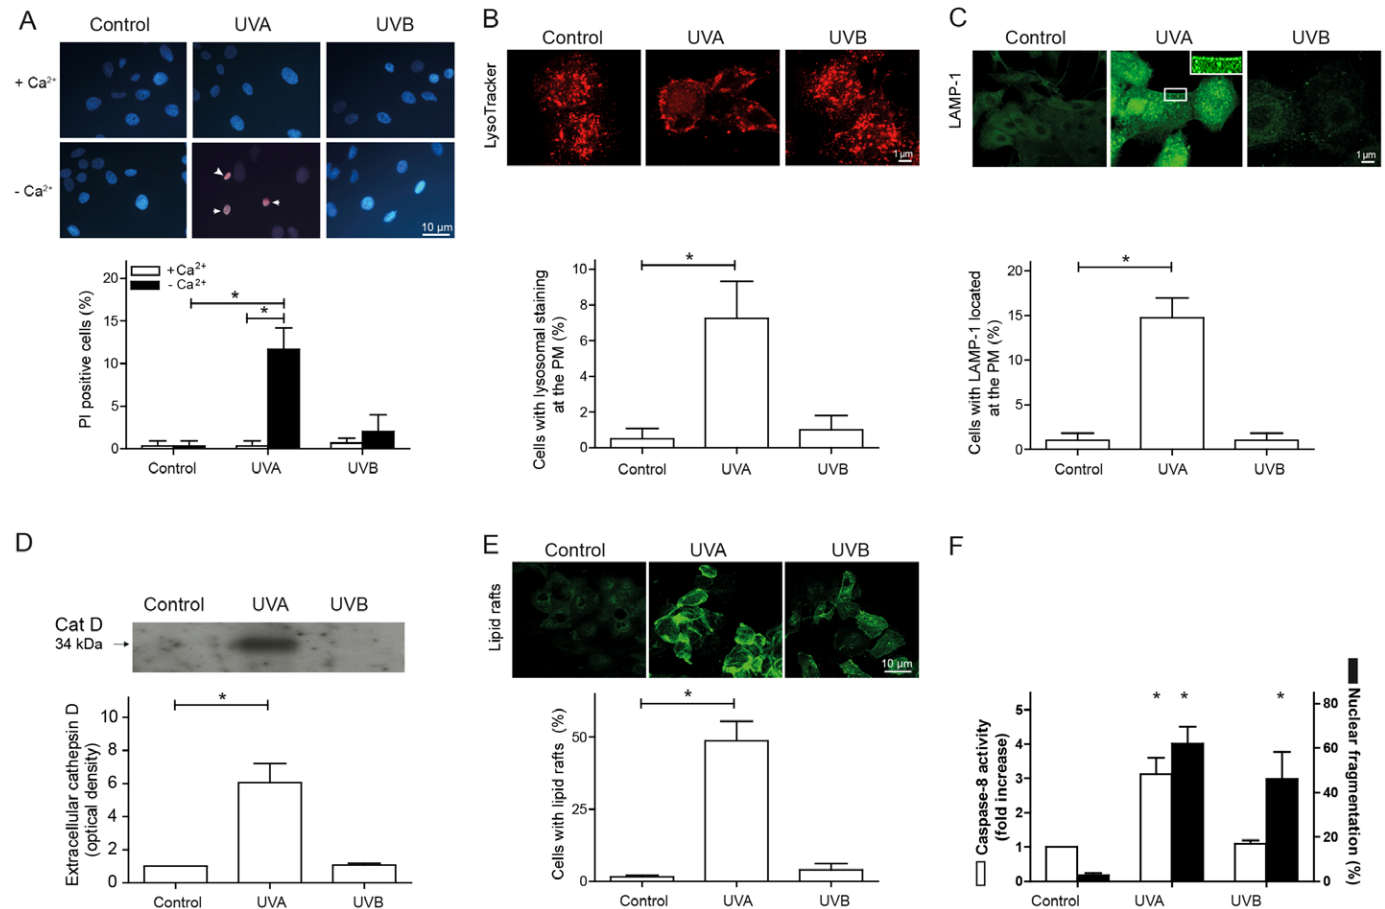 A
Control
UVA
UVB
+ Ca²⁺
- Ca²⁺
10 µm
PI positive cells (%)
20
15
10
5
0
+Ca²⁺
- Ca²⁺
*
*
Control
UVA
UVB
B
Control
UVA
UVB
LysoTracker
1 µm
Cells with lysosomal staining
at the PM (%)
10
8
6
4
2
0
*
Control
UVA
UVB
C
Control
UVA
UVB
LAMP-1
1 µm
Cells with LAMP-1 located
at the PM (%)
20
15
10
5
0
*
Control
UVA
UVB
D
Control
UVA
UVB
Cat D
34 kDa
Extracellular cathepsin D
(optical density)
10
8
6
4
2
0
*
Control
UVA
UVB
E
Control
UVA
UVB
Lipid rafts
10 µm
Cells with lipid rafts (%)
50
25
0
*
Control
UVA
UVB
F
Caspase-8 activity
(fold increase)
5
4
3
2
1
0
* * *
80
60
40
20
0
Nuclear fragmentation (%)
Control
UVA
UVB